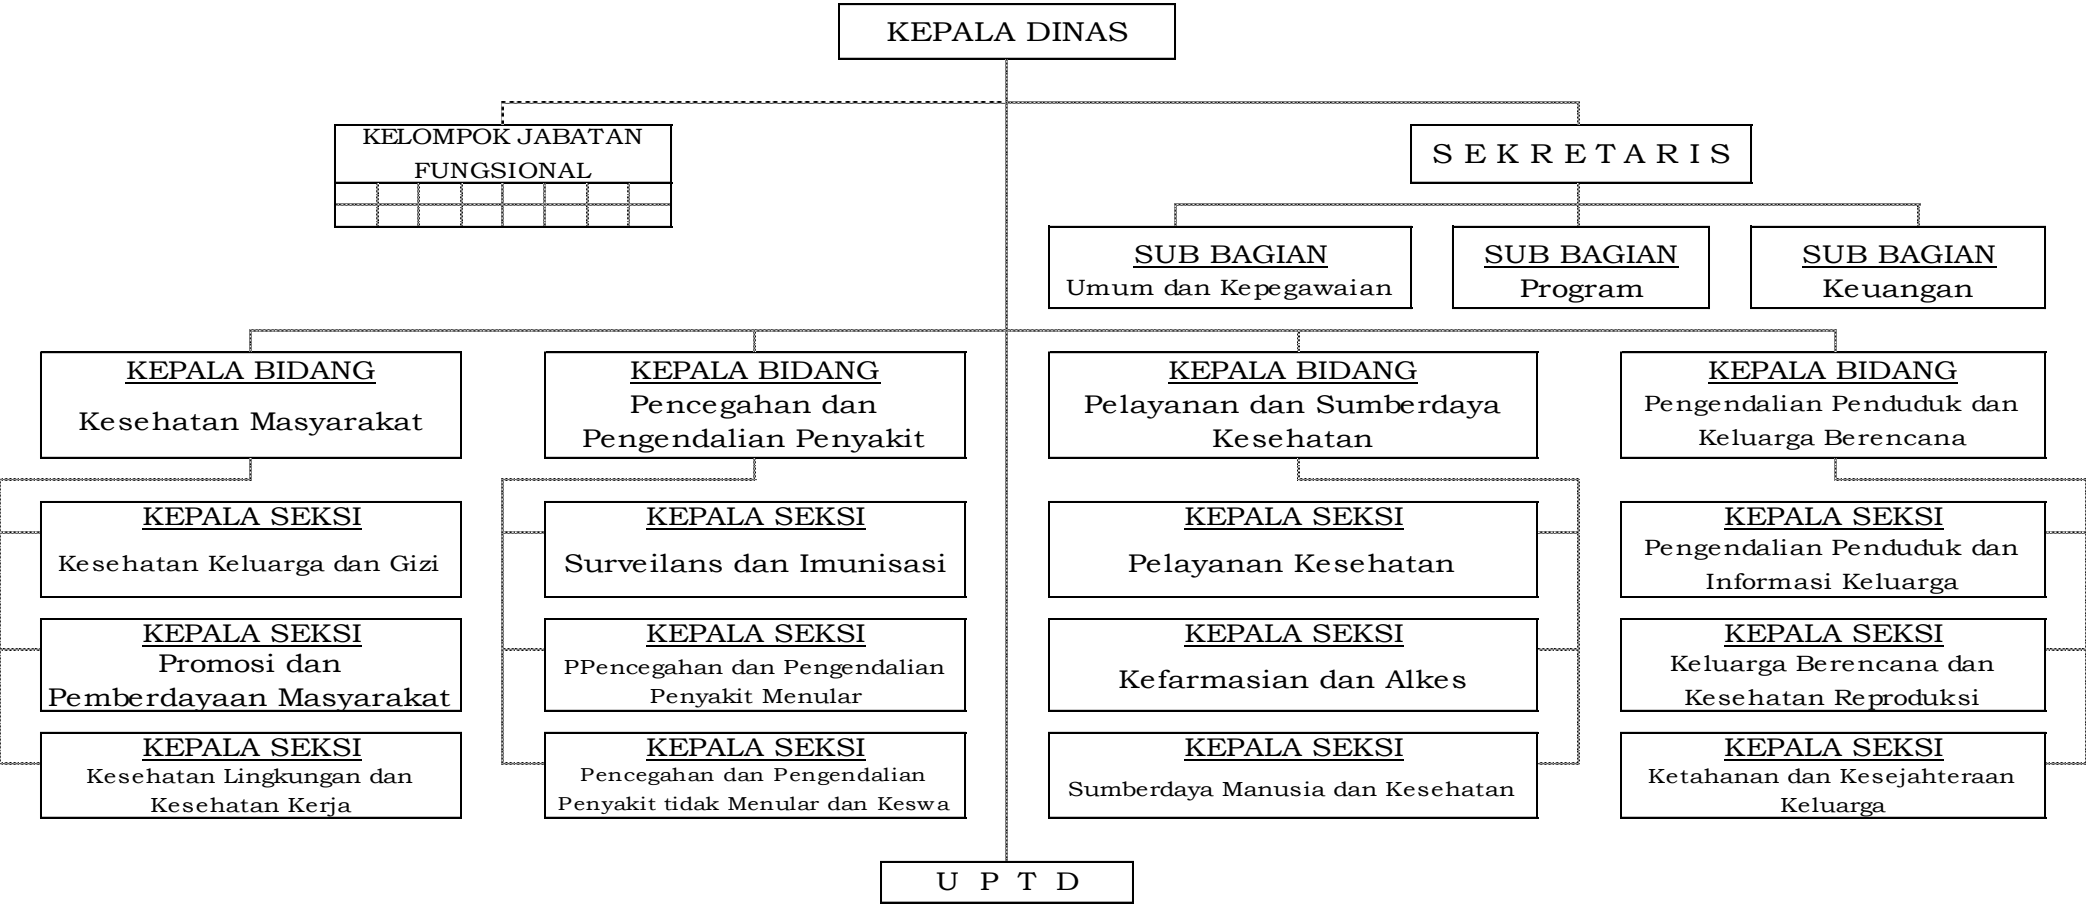 KEPALA DINAS
KELOMPOK JABATAN
FUNGSIONAL
S E K R E T A R I S
SUB BAGIAN
Umum dan Kepegawaian
SUB BAGIAN
Program
SUB BAGIAN
Keuangan
KEPALA BIDANG
Kesehatan Masyarakat
KEPALA BIDANG
Pencegahan dan
Pengendalian Penyakit
KEPALA BIDANG
Pelayanan dan Sumberdaya
Kesehatan
KEPALA BIDANG
Pengendalian Penduduk dan
Keluarga Berencana
KEPALA SEKSI
Kesehatan Keluarga dan Gizi
KEPALA SEKSI
Surveilans dan Imunisasi
KEPALA SEKSI
Pelayanan Kesehatan
KEPALA SEKSI
Pengendalian Penduduk dan
Informasi Keluarga
KEPALA SEKSI
Promosi dan
Pemberdayaan Masyarakat
KEPALA SEKSI
PPencegahan dan Pengendalian
Penyakit Menular
KEPALA SEKSI
Kefarmasian dan Alkes
KEPALA SEKSI
Keluarga Berencana dan
Kesehatan Reproduksi
KEPALA SEKSI
Kesehatan Lingkungan dan
Kesehatan Kerja
KEPALA SEKSI
Pencegahan dan Pengendalian
Penyakit tidak Menular dan Keswa
KEPALA SEKSI
Sumberdaya Manusia dan Kesehatan
KEPALA SEKSI
Ketahanan dan Kesejahteraan
Keluarga
U P T D